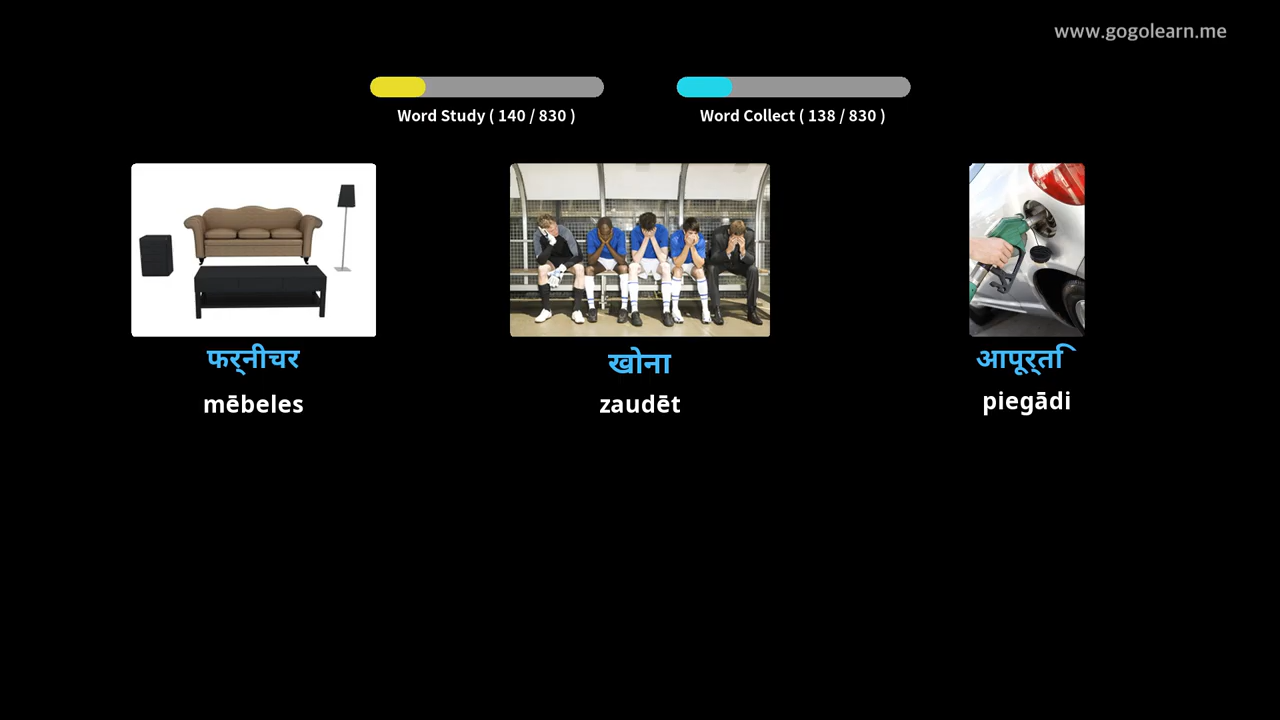 www.gogolearn.me
Word Study ( 140 / 830 )
Word Collect ( 138 / 830 )
फर्नीचर
खोना
आपूर्ति
mēbeles
zaudēt
piegādi